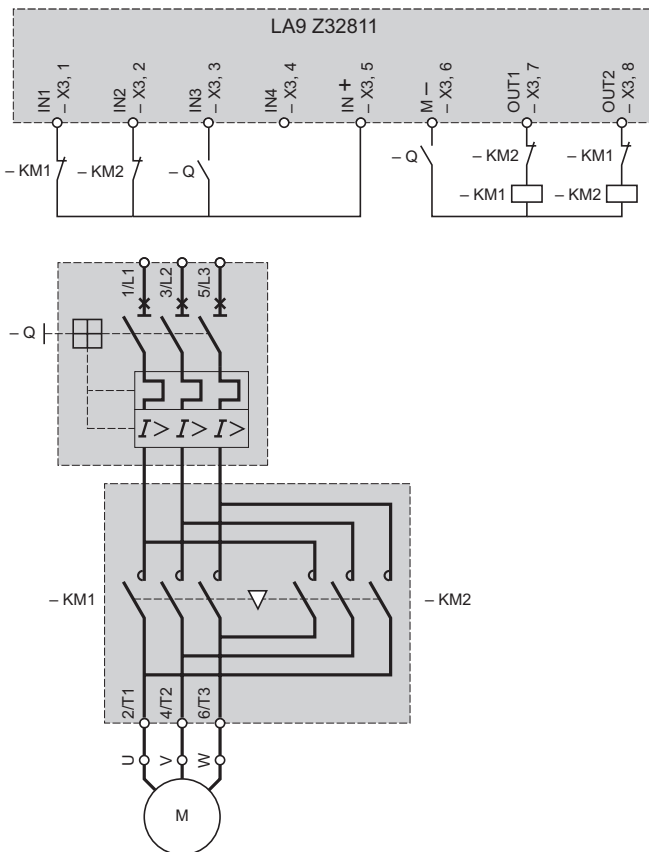 LA9 Z32811
IN1
– X3, 1
IN2
– X3, 2
IN3
– X3, 3
IN4
– X3, 4
IN +
– X3, 5
M –
– X3, 6
OUT1
– X3, 7
OUT2
– X3, 8
– KM1
– KM2
– Q
– Q
– KM2
– KM1
– KM1
– KM2
1/L1
3/L2
5/L3
– Q
I >
I >
I >
– KM1
– KM2
2/T1
4/T2
6/T3
U
V
W
M